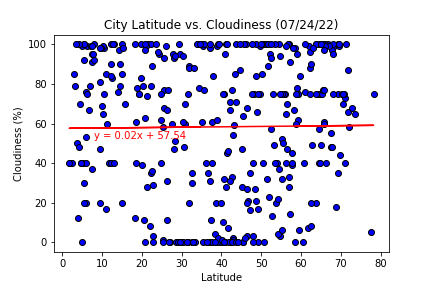 City Latitude vs. Cloudiness (07/24/22)
100
80
60
40
20
0
Cloudiness (%)
y = 0.02x + 57.54
0 10 20 30 40 50 60 70 80
Latitude